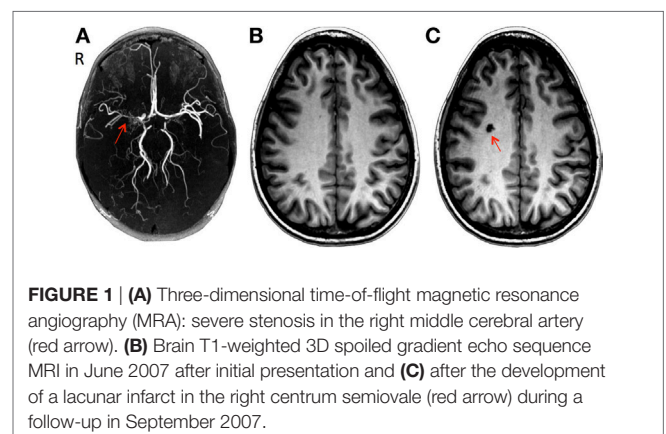 A
B
C
R
FIGURE 1 | (A) Three-dimensional time-of-flight magnetic resonance
angiography (MRA): severe stenosis in the right middle cerebral artery
(red arrow). (B) Brain T1-weighted 3D spoiled gradient echo sequence
MRI in June 2007 after initial presentation and (C) after the development
of a lacunar infarct in the right centrum semiovale (red arrow) during a
follow-up in September 2007.